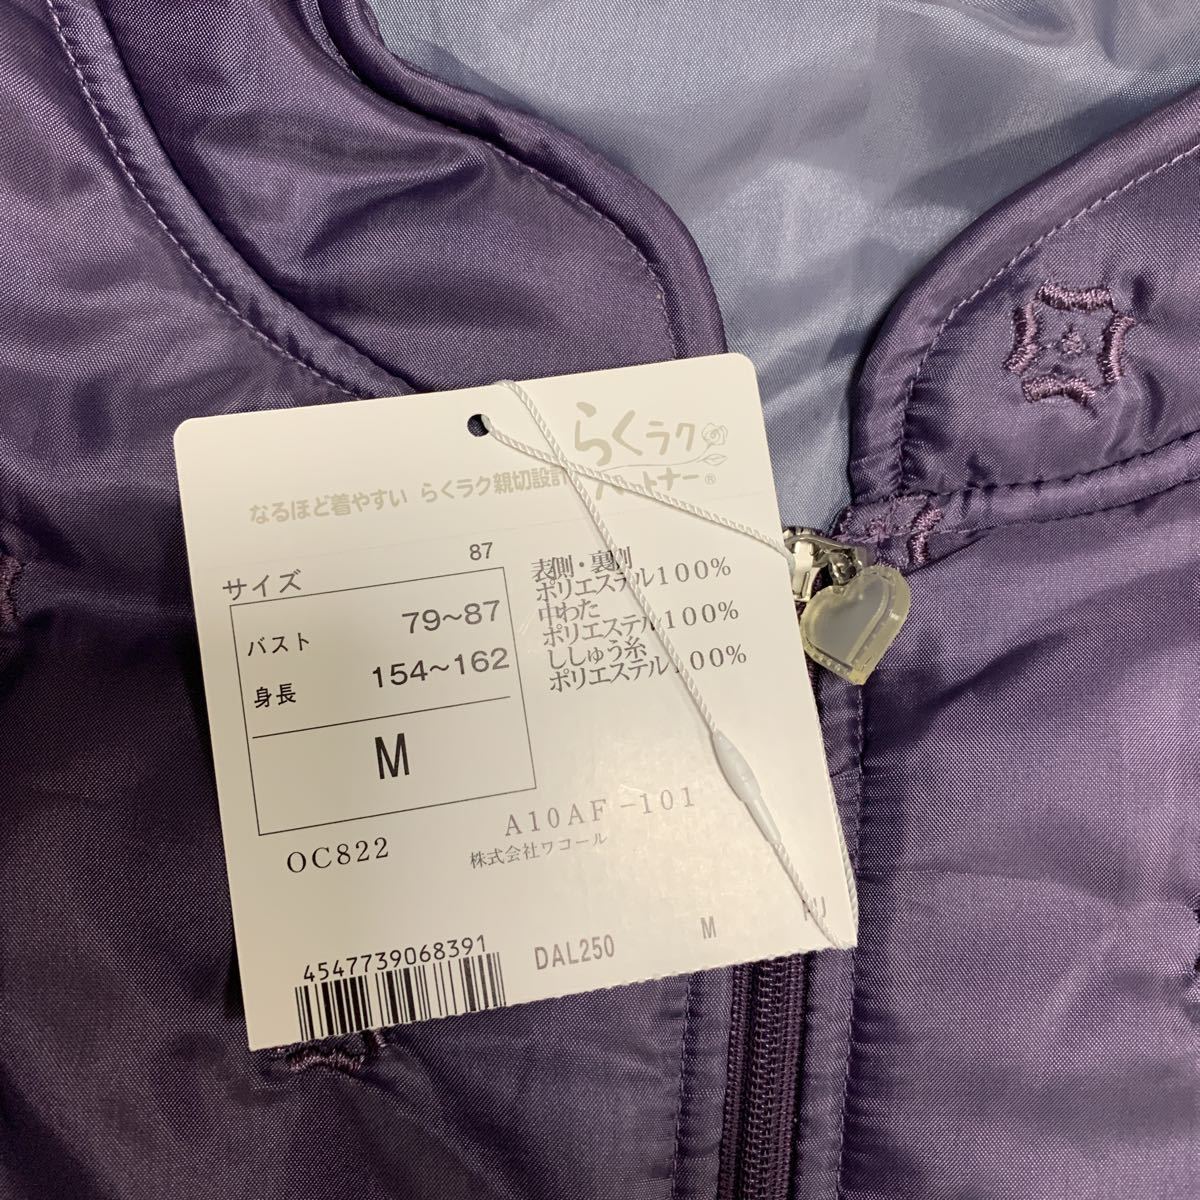 らくラク
パートナー®
なるほど着やすい らくラク親切設計
サイズ
87
バスト 79~87
身長 154~162
M
表側・裏側
ポリエステル100%
中わた
ポリエステル100%
ししゅう糸
ポリエステル100%
OC822
A10AF-101
株式会社ワコール
4547739068391
DAL250 M